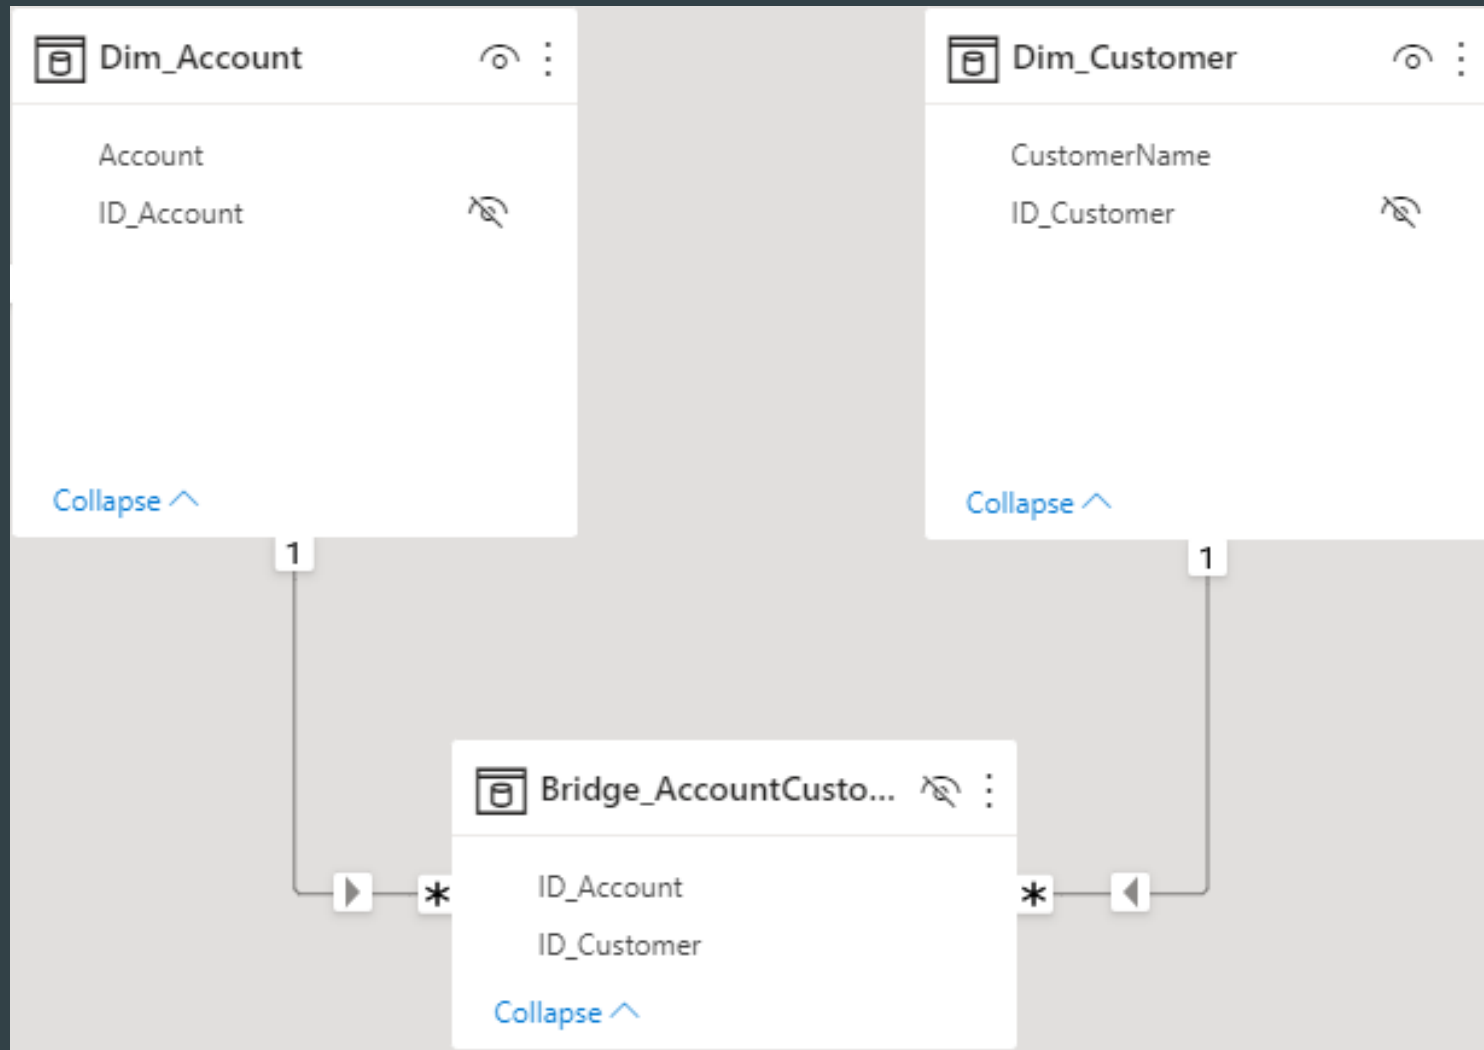 Dim_Account
Account
ID_Account
Collapse
1
Dim_Customer
CustomerName
ID_Customer
Collapse
1
Bridge_AccountCusto...
*
ID_Account
*
ID_Customer
Collapse